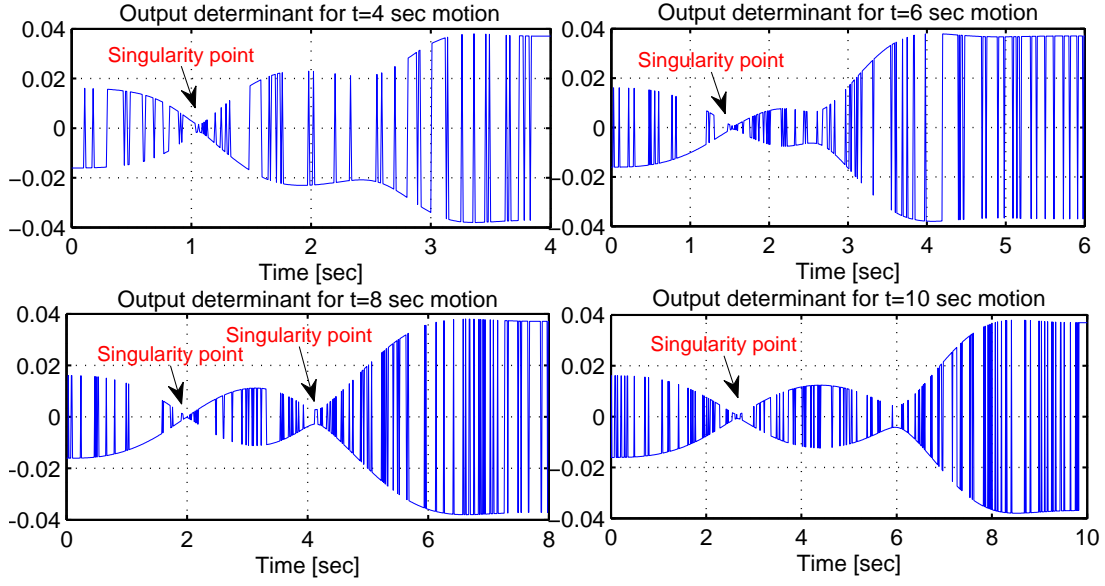 Output determinant for t=4 sec motion
0.04
0.02
0
−0.02
−0.04
Singularity point
0 1 2 3 4
Time [sec]
Output determinant for t=6 sec motion
0.04
0.02
0
−0.02
−0.04
Singularity point
0 1 2 3 4 5 6
Time [sec]
Output determinant for t=8 sec motion
0.04
0.02
0
−0.02
−0.04
Singularity point
Singularity point
0 2 4 6 8
Time [sec]
Output determinant for t=10 sec motion
0.04
0.02
0
−0.02
−0.04
Singularity point
0 2 4 6 8 10
Time [sec]